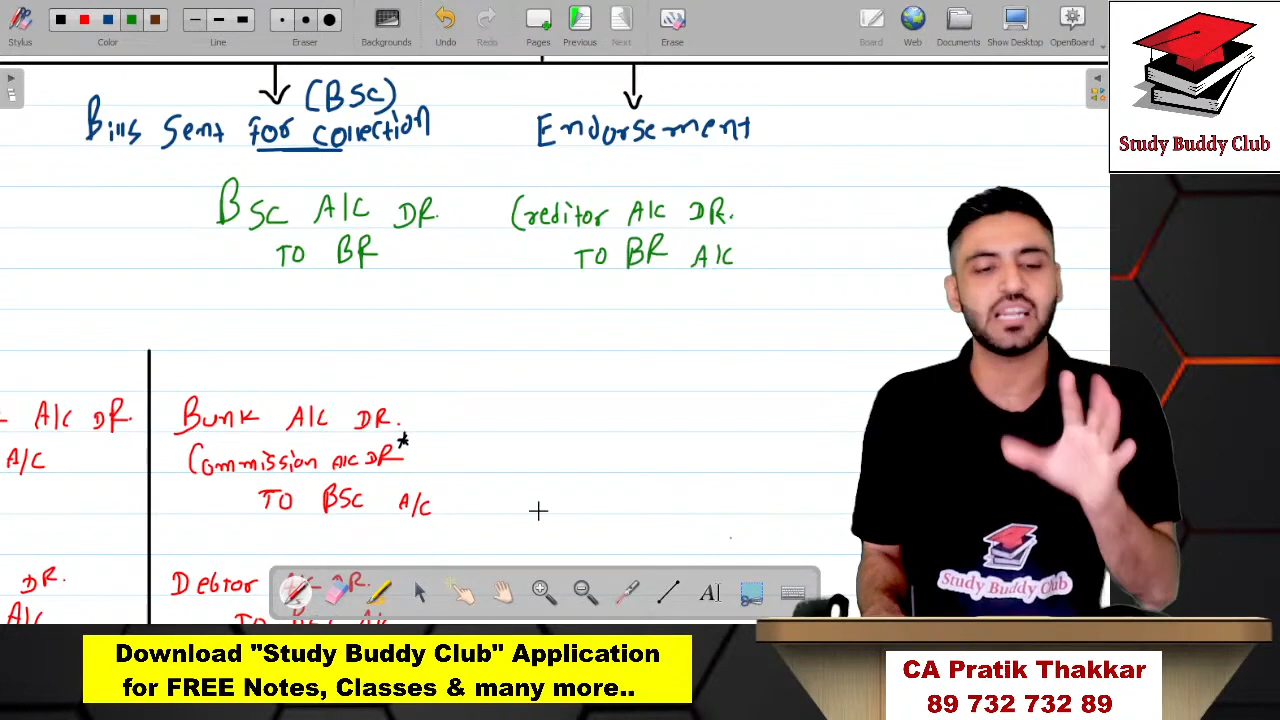 Stylus
Color
Line
Eraser
Backgrounds
Undo
Redo
Pages
Previous
Next
Erase
Board
Web
Documents
Show Desktop
OpenBoard
Study Buddy Club
(BSC)
Bills Sent for Collection
Endorsement
BSC A/C DR.
TO BR
Creditor A/C DR.
TO BR A/C
A/C DR.
A/C
Bank A/C DR.
Commission A/C DR*
TO BSC A/C
DR.
A/C
Debtor A/C DR.
TO
Study Buddy Club
Download "Study Buddy Club" Application
for FREE Notes, Classes & many more..
CA Pratik Thakkar
89 732 732 89